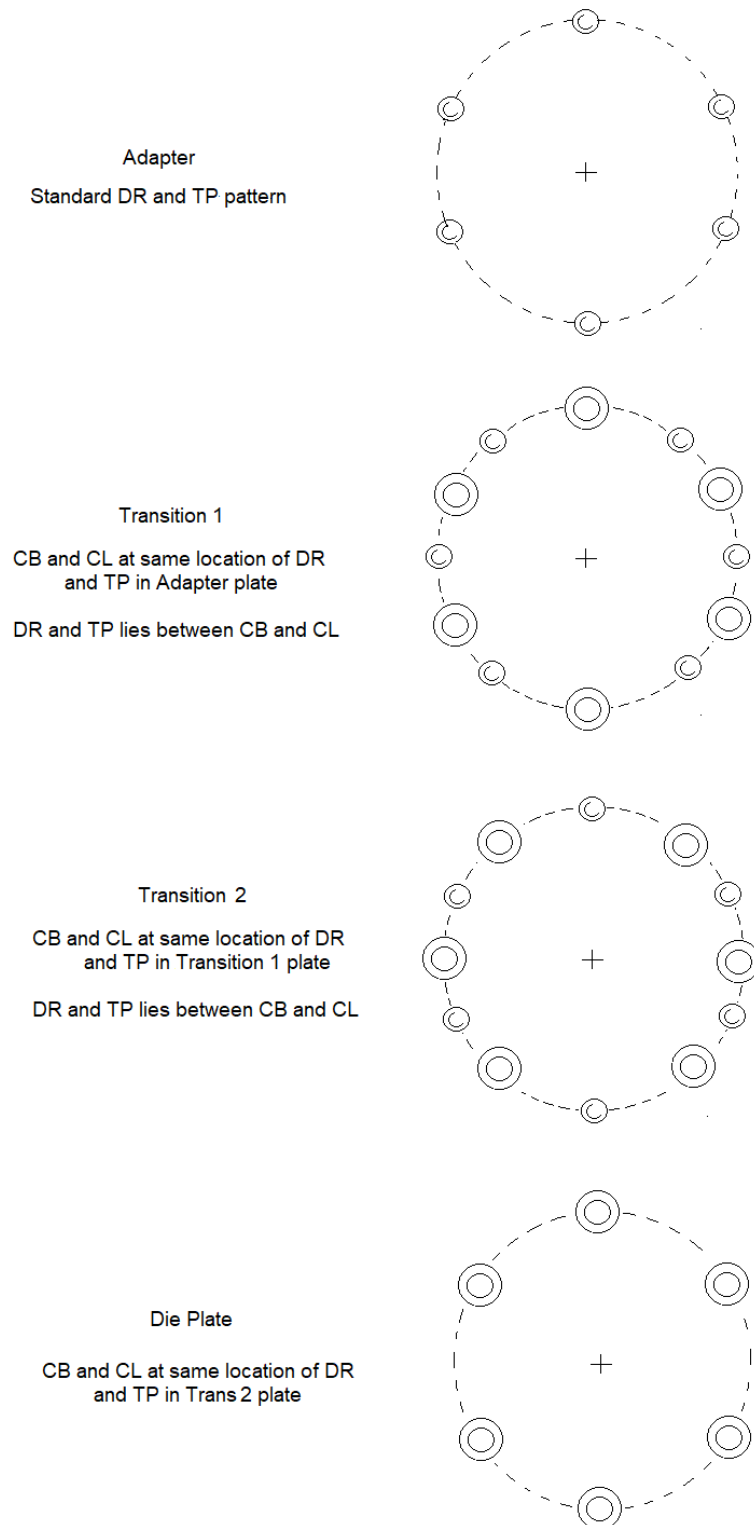 Adapter
Standard DR and TP pattern
Transition 1
CB and CL at same location of DR
and TP in Adapter plate
DR and TP lies between CB and CL
Transition 2
CB and CL at same location of DR
and TP in Transition 1 plate
DR and TP lies between CB and CL
Die Plate
CB and CL at same location of DR
and TP in Trans 2 plate